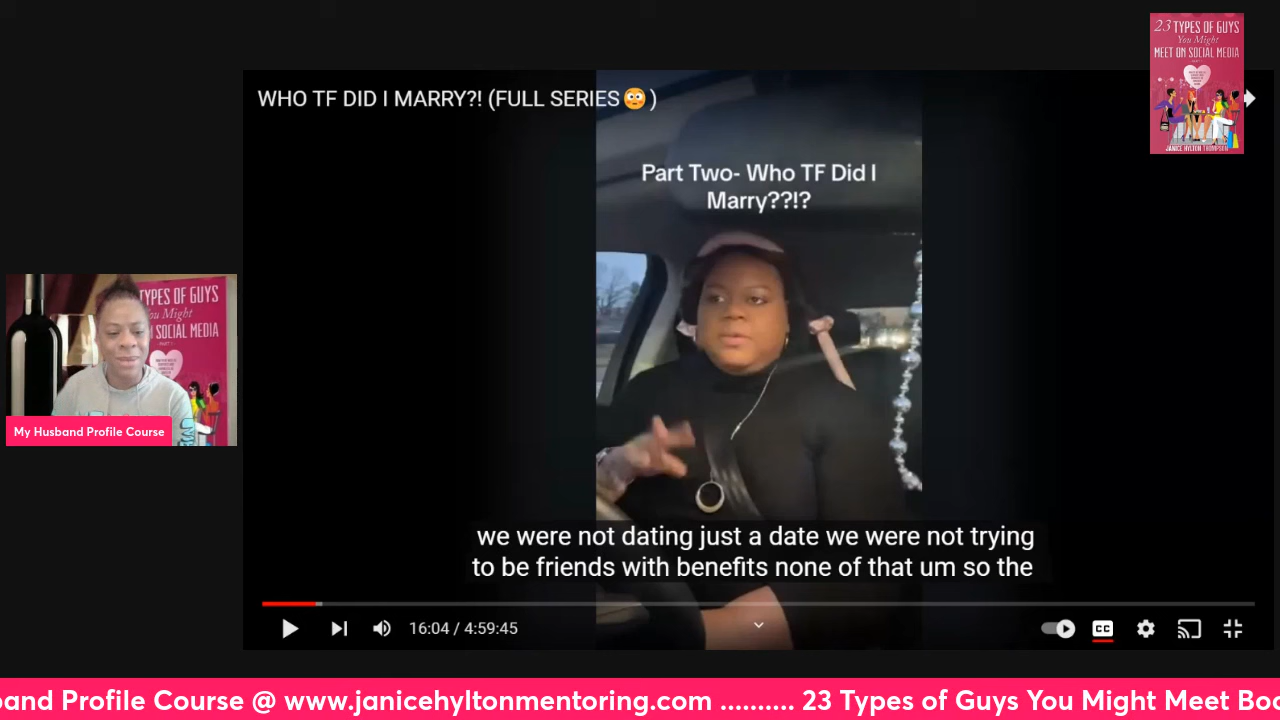 23 TYPES OF GUYS
You Might
MEET ON SOCIAL MEDIA
JANICE HYLTON THOMPSON
WHO TF DID I MARRY?! (FULL SERIES😳)
Part Two- Who TF Did I
Marry??!?
TYPES OF GUYS
You Might
SOCIAL MEDIA
My Husband Profile Course
we were not dating just a date we were not trying
to be friends with benefits none of that um so the
16:04 / 4:59:45
CC
band Profile Course @ www.janicehyltonmentoring.com .......... 23 Types of Guys You Might Meet Boo